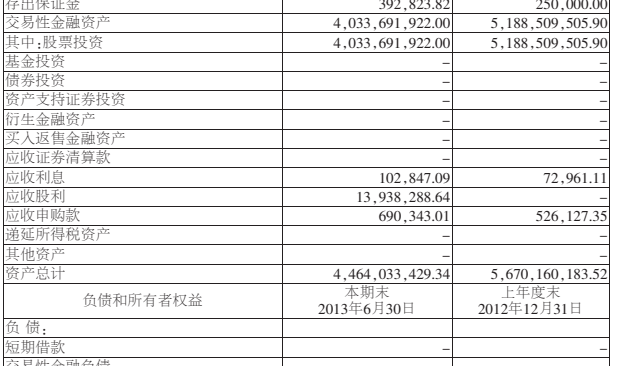 存出保证金 392,823.82 250,000.00
交易性金融资产 4,033,691,922.00 5,188,509,505.90
其中:股票投资 4,033,691,922.00 5,188,509,505.90
基金投资 – –
债券投资 – –
资产支持证券投资 – –
衍生金融资产 – –
买入返售金融资产 – –
应收证券清算款 – –
应收利息 102,847.09 72,961.11
应收股利 13,938,288.64 –
应收申购款 690,343.01 526,127.35
递延所得税资产 – –
其他资产 – –
资产总计 4,464,033,429.34 5,670,160,183.52
负债和所有者权益 本期末 上年度末
2013年6月30日 2012年12月31日
负 债:
短期借款 – –
交易性金融负债 – –